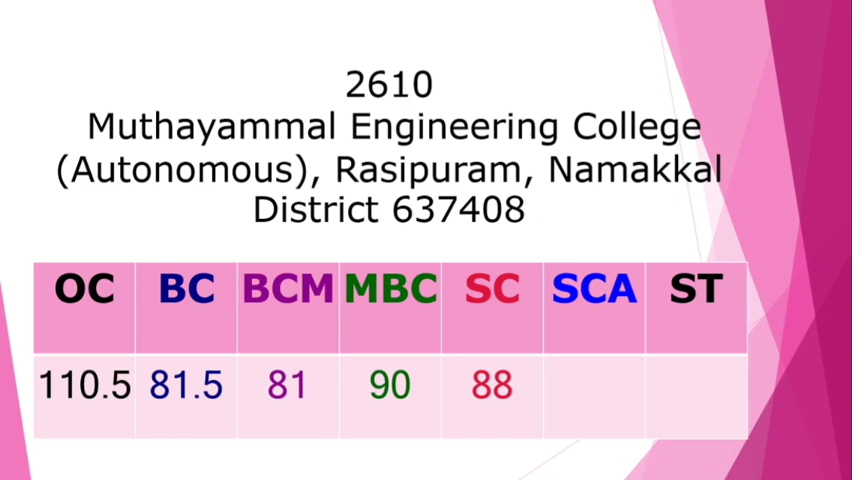 2610
Muthayammal Engineering College
(Autonomous), Rasipuram, Namakkal
District 637408
OC BC BCM MBC SC SCA ST
110.5 81.5 81 90 88